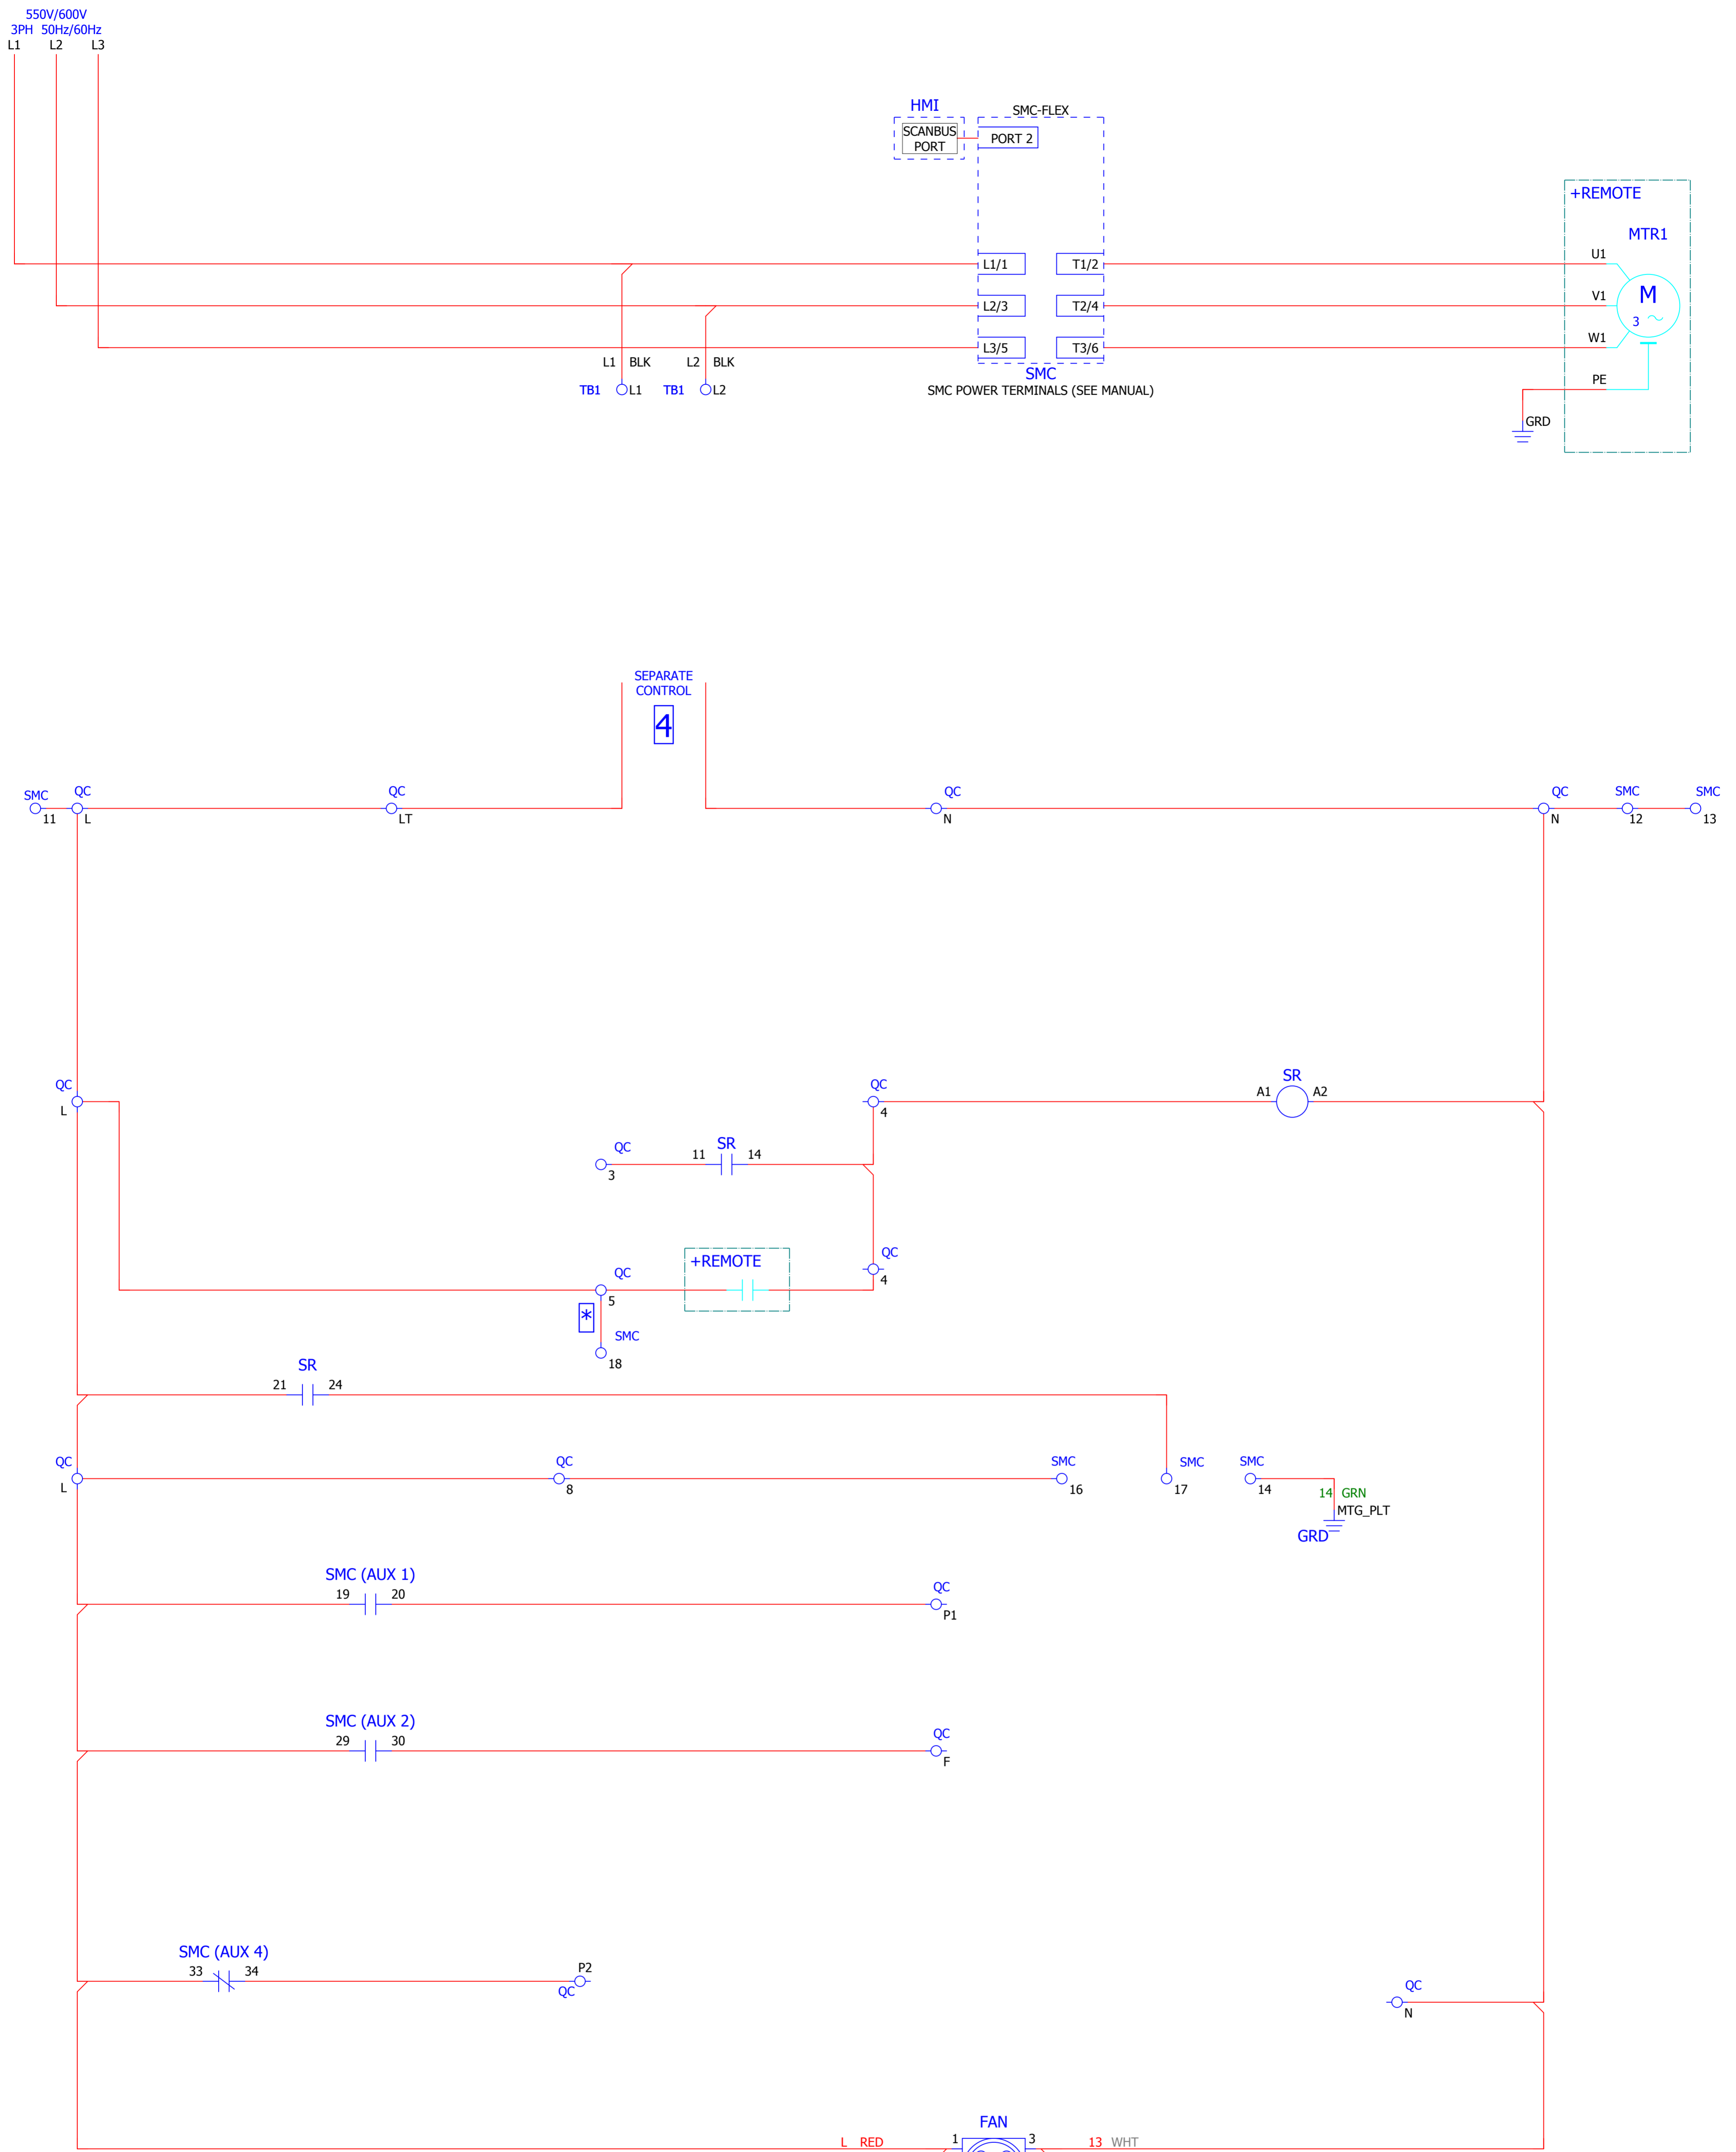 550V/600V
3PH 50Hz/60Hz
L1 L2 L3
HMI
SCANBUS
PORT
SMC-FLEX
PORT 2
+REMOTE
MTR1
L1/1 T1/2 U1
L2/3 T2/4 V1
M
3
L3/5 T3/6 W1
L1 BLK L2 BLK
TB1 L1 TB1 L2
SMC
SMC POWER TERMINALS (SEE MANUAL)
PE
GRD
SEPARATE
CONTROL
4
SMC QC QC QC QC SMC SMC
11 L LT N N 12 13
QC QC SR
L 4 A1 A2
QC SR
3 11 14
QC +REMOTE QC
5 4
*
SMC
18
SR
21 24
QC QC SMC SMC SMC
L 8 16 17 14
14 GRN
MTG_PLT
GRD
SMC (AUX 1)
19 20 QC
P1
SMC (AUX 2)
29 30 QC
F
SMC (AUX 4)
33 34 P2
QC
QC
N
FAN
L RED 1 3 13 WHT